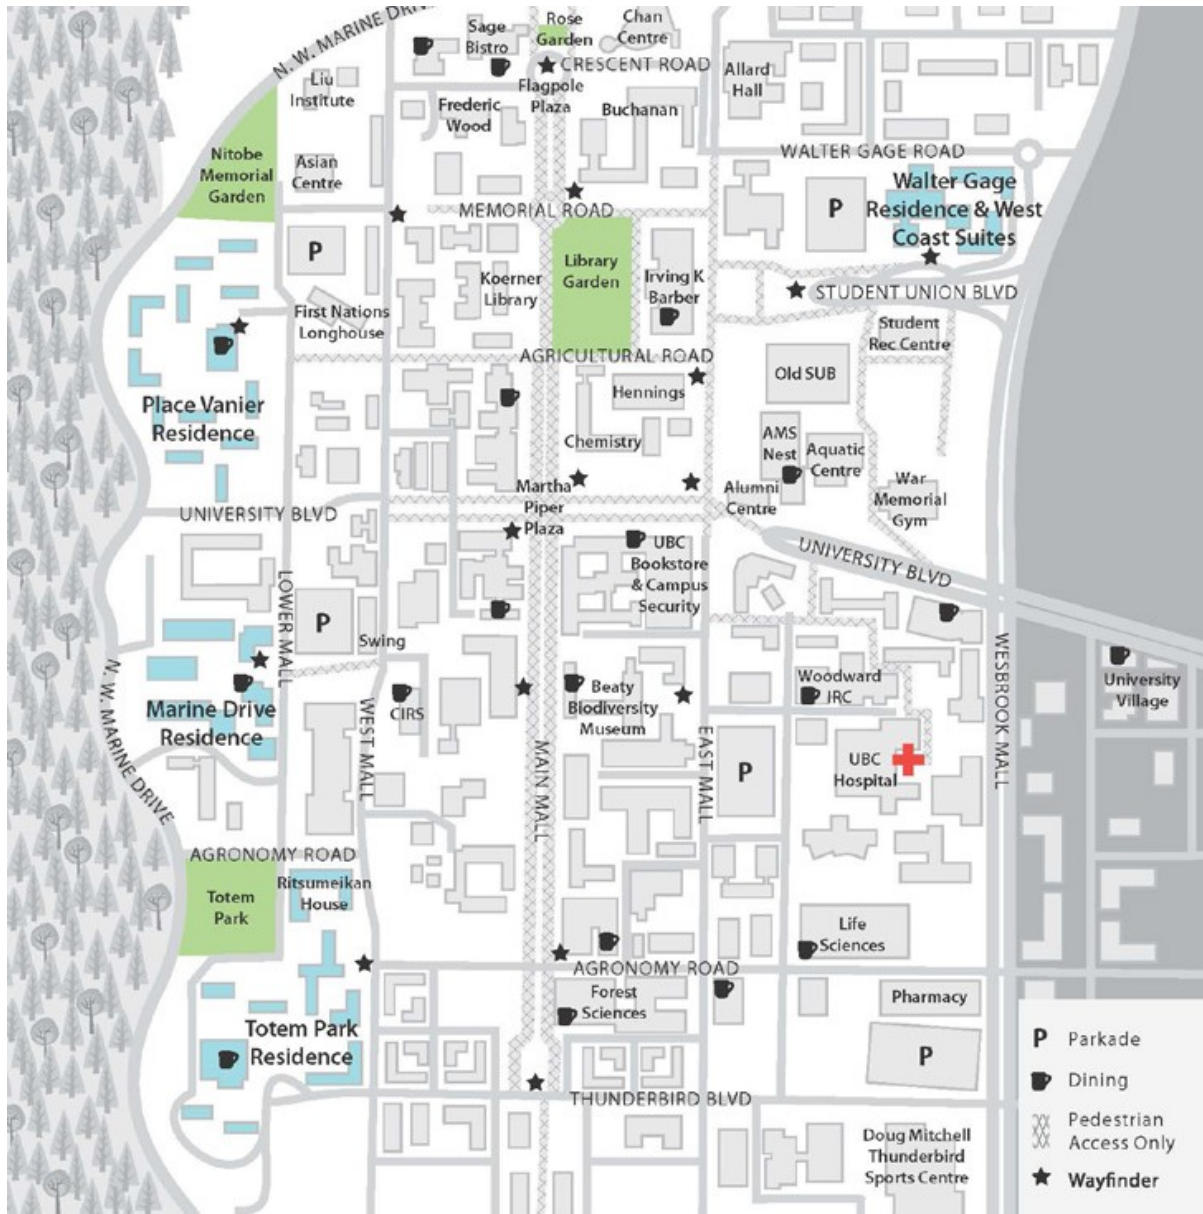 N. W. MARINE DRIVE
Sage
Bistro
Rose
Garden
Chan
Centre
CRESCENT ROAD
Flagpole
Plaza
Liu
Institute
Allard
Hall
Frederic
Wood
Buchanan
Nitobe
Memorial
Garden
Asian
Centre
WALTER GAGE ROAD
Walter Gage
Residence & West
Coast Suites
P
MEMORIAL ROAD
P
Koerner
Library
Library
Garden
Irving K
Barber
First Nations
Longhouse
STUDENT UNION BLVD
Student
Rec Centre
AGRICULTURAL ROAD
Old SUB
Hennings
Place Vanier
Residence
Chemistry
AMS
Nest
Aquatic
Centre
Martha
Piper
Plaza
Alumni
Centre
War
Memorial
Gym
UNIVERSITY BLVD
UBC
Bookstore
& Campus
Security
UNIVERSITY BLVD
LOWER MALL
P
Swing
N. W. MARINE DRIVE
Marine Drive
Residence
WEST MALL
CIRS
Beaty
Biodiversity
Museum
Woodward
JRC
WESBROOK MALL
University
Village
MAIN MALL
EAST MALL
P
UBC
Hospital
AGRONOMY ROAD
Totem
Park
Ritsumeikan
House
Life
Sciences
AGRONOMY ROAD
Forest
Sciences
Pharmacy
Totem Park
Residence
P
THUNDERBIRD BLVD
Doug Mitchell
Thunderbird
Sports Centre
P Parkade
Dining
Pedestrian
Access Only
Wayfinder